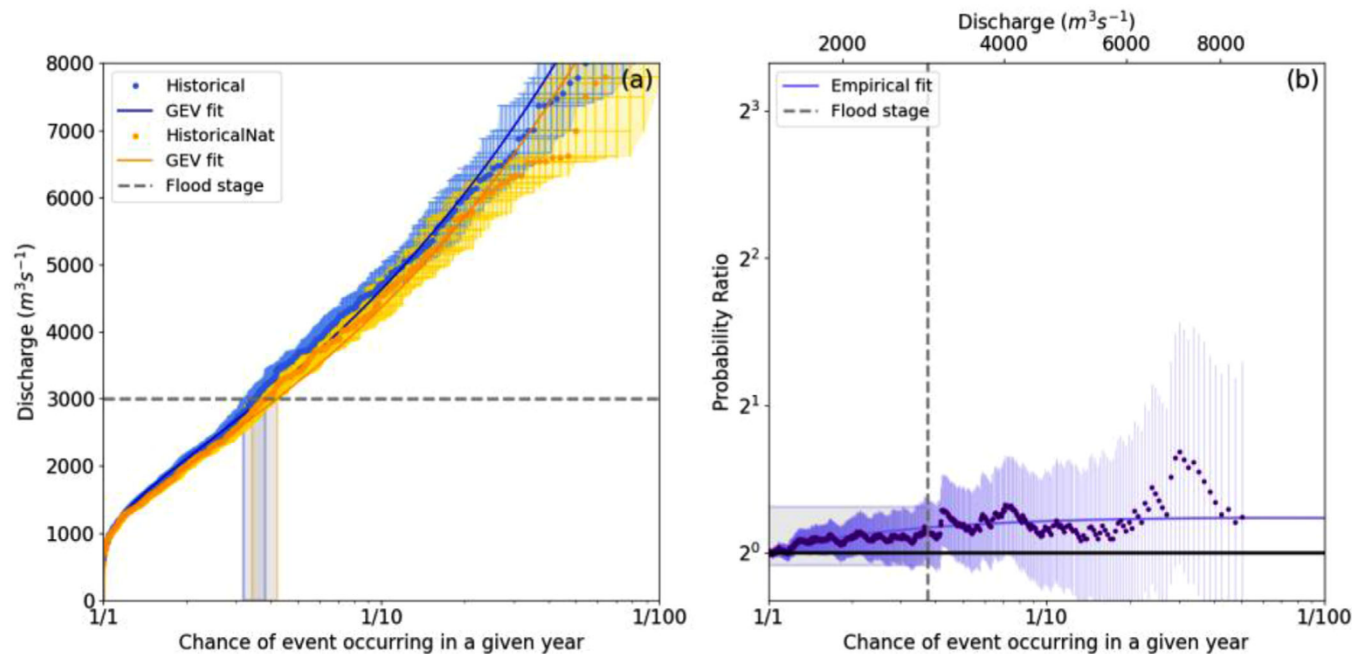 (a)
Historical
GEV fit
HistoricalNat
GEV fit
Flood stage
8000
7000
6000
5000
4000
3000
2000
1000
0
Discharge (m³s⁻¹)
1/1
1/10
1/100
Chance of event occurring in a given year
Discharge (m³s⁻¹)
2000
4000
6000
8000
(b)
Empirical fit
Flood stage
2³
2²
2¹
2⁰
Probability Ratio
1/1
1/10
1/100
Chance of event occurring in a given year